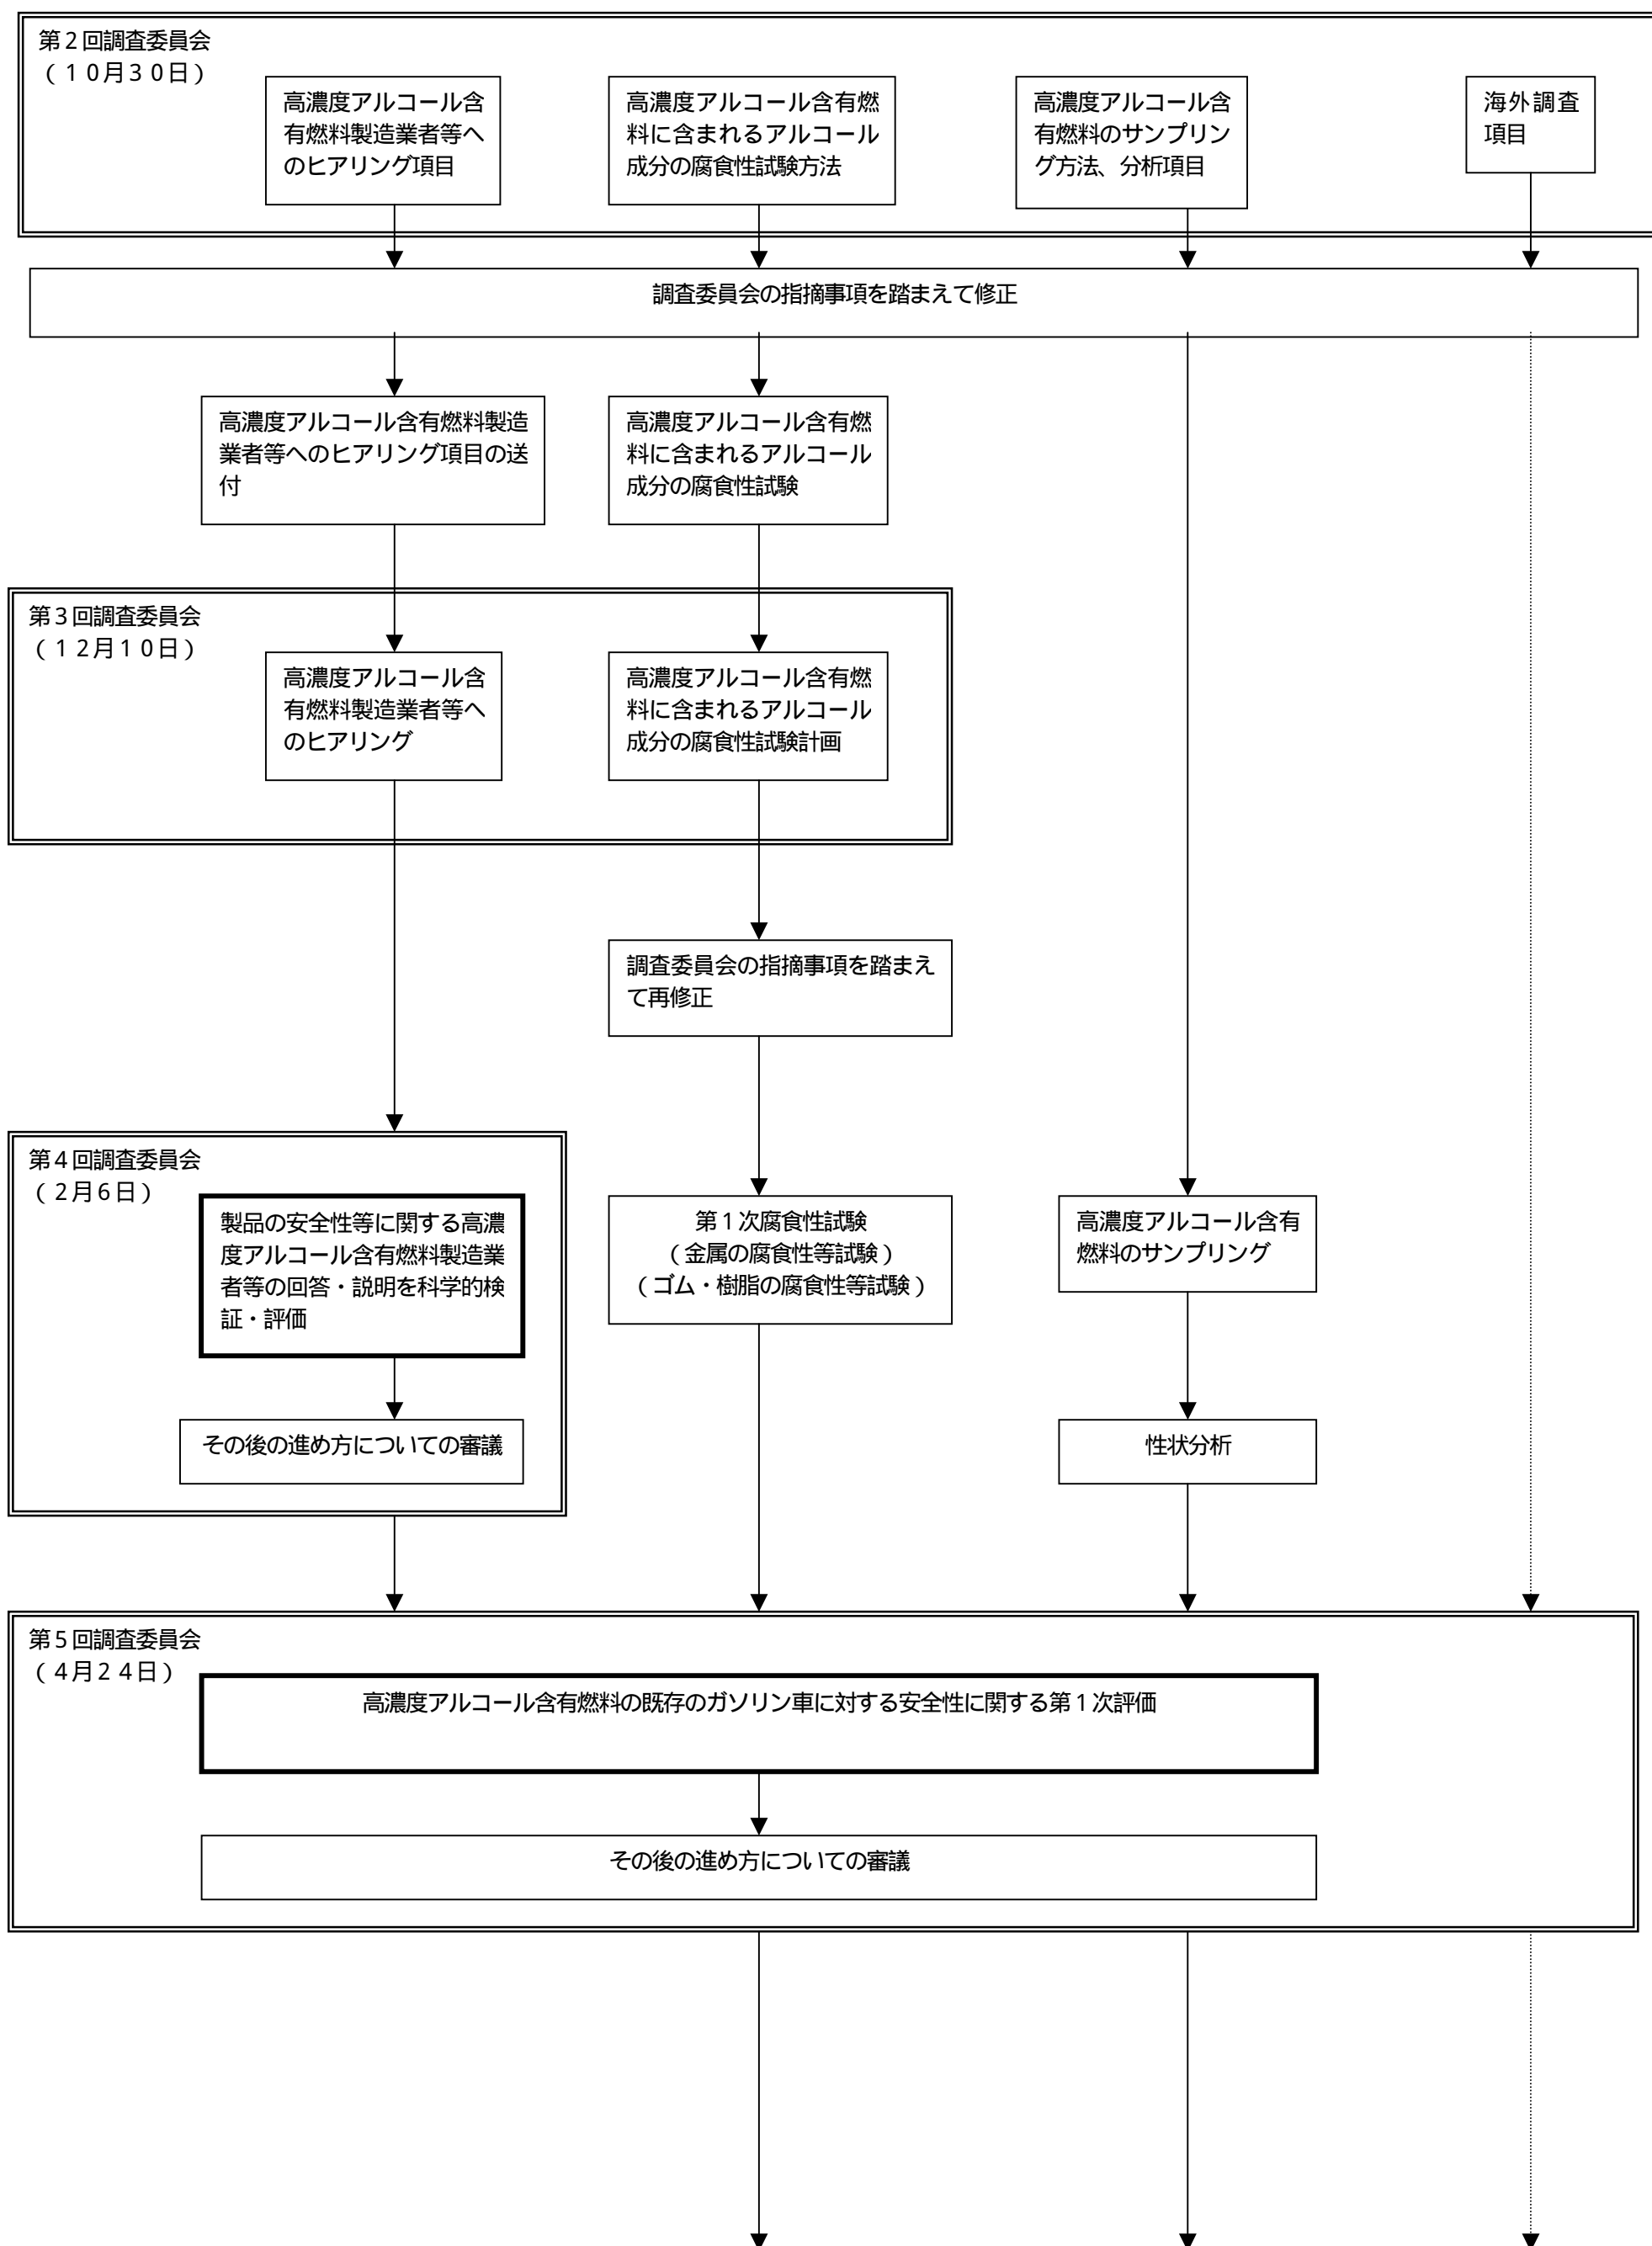 第2回調査委員会
（10月30日）
高濃度アルコール含
有燃料製造業者等へ
のヒアリング項目
高濃度アルコール含有燃
料に含まれるアルコール
成分の腐食性試験方法
高濃度アルコール含
有燃料のサンプリン
グ方法、分析項目
海外調査
項目
調査委員会の指摘事項を踏まえて修正
高濃度アルコール含有燃料製造
業者等へのヒアリング項目の送
付
高濃度アルコール含有燃
料に含まれるアルコール
成分の腐食性試験
第3回調査委員会
（12月10日）
高濃度アルコール含
有燃料製造業者等へ
のヒアリング
高濃度アルコール含有燃
料に含まれるアルコール
成分の腐食性試験計画
調査委員会の指摘事項を踏まえ
て再修正
第4回調査委員会
（2月6日）
製品の安全性等に関する高濃
度アルコール含有燃料製造業
者等の回答・説明を科学的検
証・評価
その後の進め方についての審議
第1次腐食性試験
（金属の腐食性等試験）
（ゴム・樹脂の腐食性等試験）
高濃度アルコール含有
燃料のサンプリング
性状分析
第5回調査委員会
（4月24日）
高濃度アルコール含有燃料の既存のガソリン車に対する安全性に関する第1次評価
その後の進め方についての審議